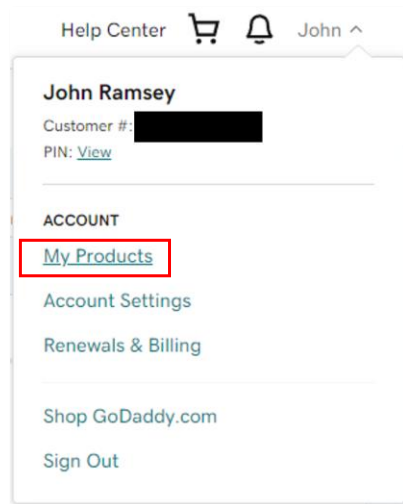 Help Center John
John Ramsey
Customer #:
PIN: View
ACCOUNT
My Products
Account Settings
Renewals & Billing
Shop GoDaddy.com
Sign Out